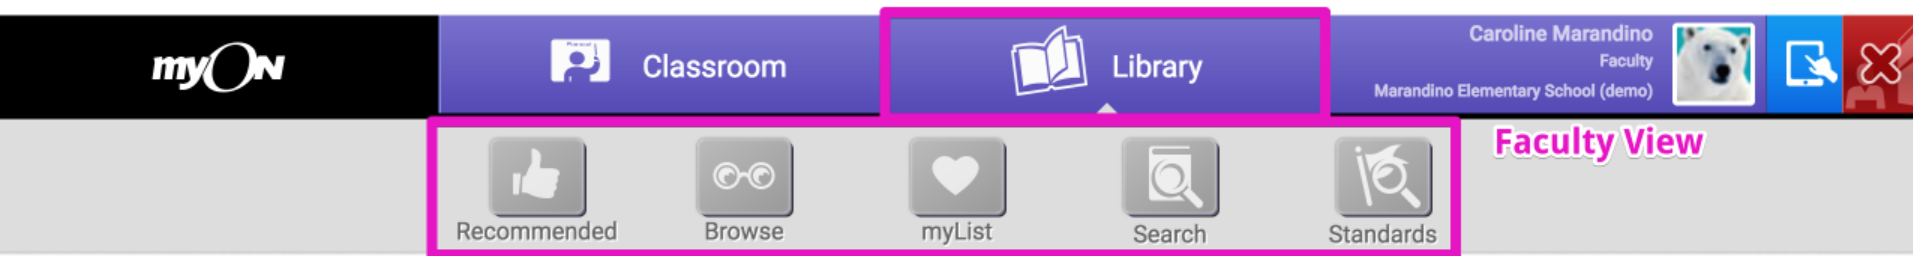 myON
Classroom
Library
Caroline Marandino
Faculty
Marandino Elementary School (demo)
Faculty View
Recommended
Browse
myList
Search
Standards